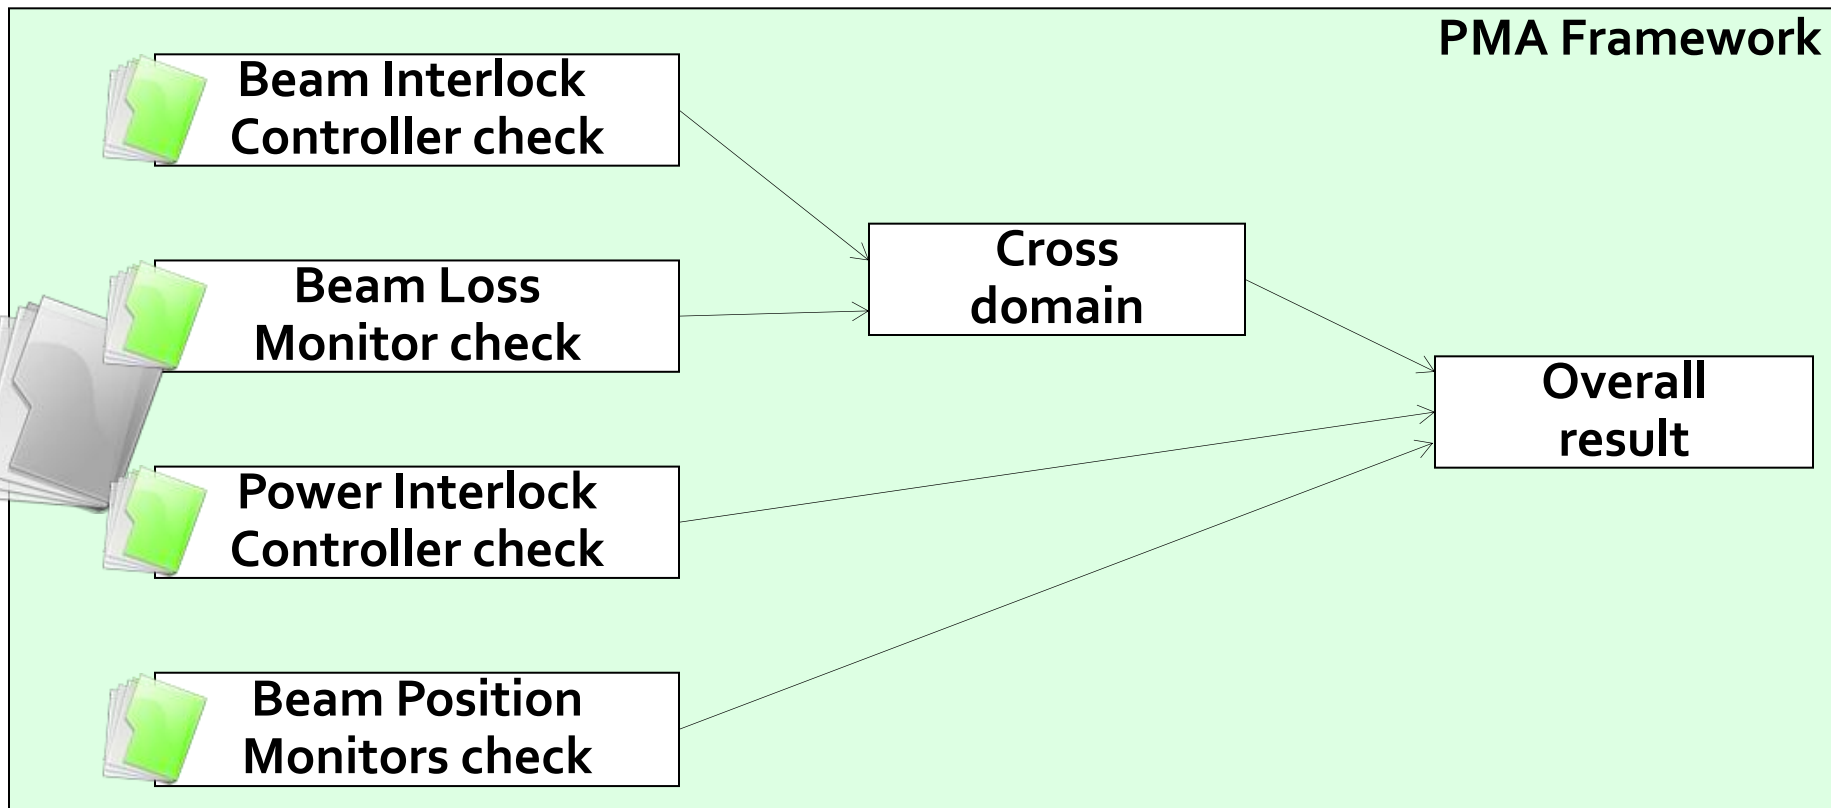 PMA Framework
Beam Interlock
Controller check
Beam Loss
Monitor check
Cross
domain
Overall
result
Power Interlock
Controller check
Beam Position
Monitors check